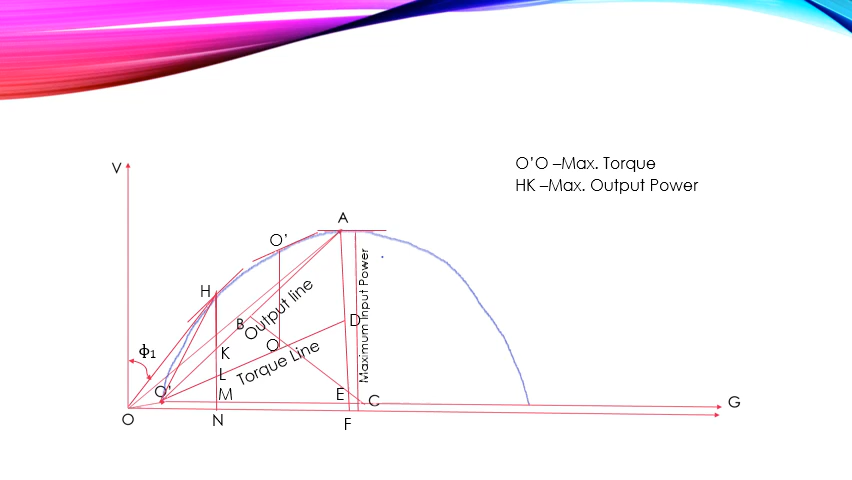 V
O'O –Max. Torque
HK –Max. Output Power
A
O'
Maximum Input Power
H
Output line
B
D
ϕ1
K
O
Torque Line
L
O'
M
E
C
G
O
N
F